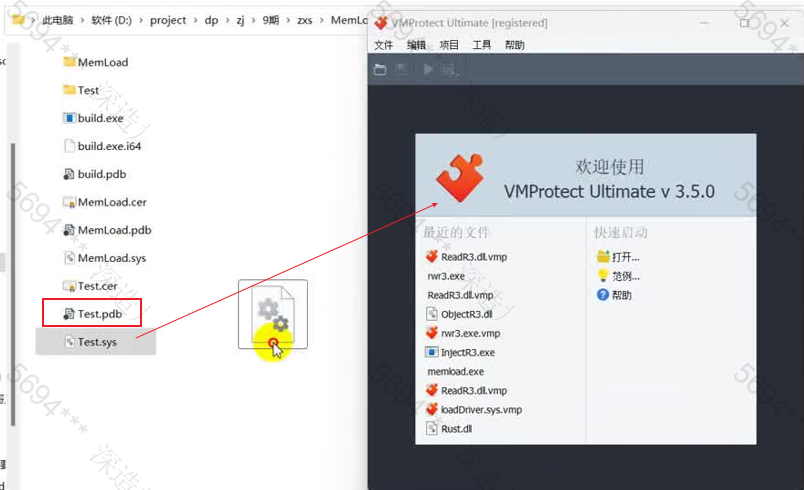 此电脑 › 软件 (D:) › project › dp › zj › 9期 › zxs › MemLo
MemLoad
Test
build.exe
build.exe.i64
build.pdb
MemLoad.cer
MemLoad.pdb
MemLoad.sys
Test.cer
Test.pdb
Test.sys
VMProtect Ultimate [registered]
文件 编辑 项目 工具 帮助
欢迎使用
VMProtect Ultimate v 3.5.0
最近的文件
ReadR3.dll.vmp
rwr3.exe
ReadR3.dll.vmp
ObjectR3.dll
rwr3.exe.vmp
InjectR3.exe
memload.exe
ReadR3.dll.vmp
loadDriver.sys.vmp
Rust.dll
快速启动
打开...
范例...
帮助
5694***
深造丿